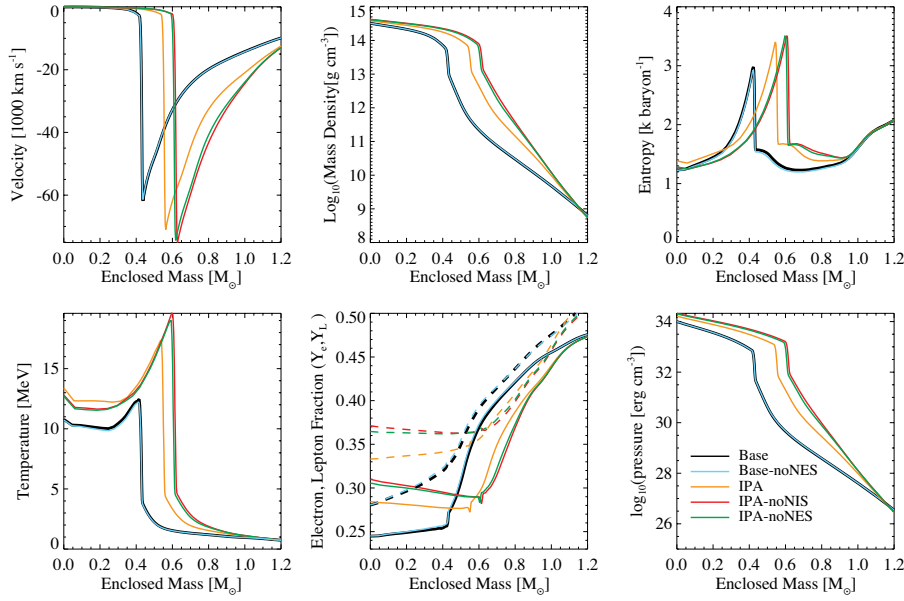 0
-20
-40
-60
Velocity [1000 km s⁻¹]
0.0 0.2 0.4 0.6 0.8 1.0 1.2
Enclosed Mass [M☉]
15
14
13
12
11
10
9
8
Log₁₀(Mass Density[g cm⁻³])
0.0 0.2 0.4 0.6 0.8 1.0 1.2
Enclosed Mass [M☉]
4
3
2
1
0
Entropy [k baryon⁻¹]
0.0 0.2 0.4 0.6 0.8 1.0 1.2
Enclosed Mass [M☉]
15
10
5
0
Temperature [MeV]
0.0 0.2 0.4 0.6 0.8 1.0 1.2
Enclosed Mass [M☉]
0.50
0.45
0.40
0.35
0.30
0.25
Electron, Lepton Fraction (Yₑ,Y_L)
0.0 0.2 0.4 0.6 0.8 1.0 1.2
Enclosed Mass [M☉]
34
32
30
28
26
log₁₀(pressure [erg cm⁻³])
Base
Base-noNES
IPA
IPA-noNIS
IPA-noNES
0.0 0.2 0.4 0.6 0.8 1.0 1.2
Enclosed Mass [M☉]